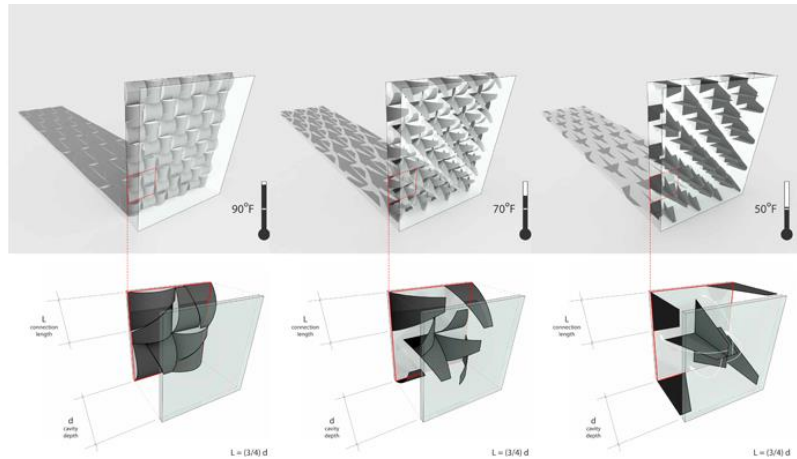 90°F
70°F
50°F
L
connection
length
d
cavity
depth
L = (3/4) d
L
connection
length
d
cavity
depth
L = (3/4) d
L
connection
length
d
cavity
depth
L = (3/4) d